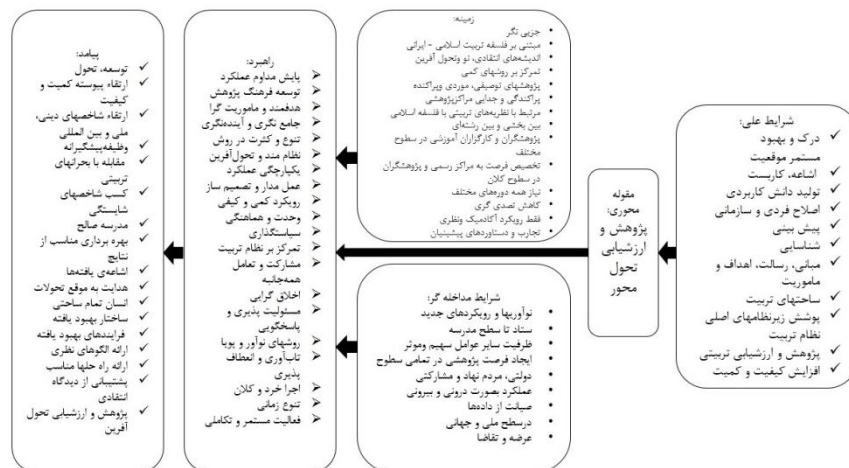 شرایط علی:
درک و بهبود
مستمر موقعیت
اشاعه، کاربست
تولید دانش کاربردی
اصلاح فردی و سازمانی
پیش بینی
شناسایی
مبانی، رسالت، اهداف و
ماموریت
ساحتهای تربیت
پوشش زیرنظامهای اصلی
نظام تربیت
پژوهش و ارزشیابی تربیتی
افزایش کیفیت و کمیت
مقوله
محوری:
پژوهش و
ارزشیابی
تحول
محور
زمینه:
جزیی نگر
مبتنی بر فلسفه تربیت اسلامی - ایرانی
اندیشه‌های انتقادی، نو وتحول آفرین
تمرکز بر روشهای کمی
پژوهشهای توصیفی، موردی وپراکنده
پراکندگی و جدایی مراکزپژوهشی
مرتبط با نظریه‌های تربیتی با فلسفه اسلامی
بین بخشی و بین رشته‌ای
پژوهشگران و کارگزاران آموزشی در سطوح
مختلف
تخصیص فرصت به مراکز رسمی و پژوهشگران
در سطوح کلان
نیاز همه دوره‌های مختلف
کاهش تصدی گری
فقط رویکرد آکادمیک ونظری
تجارب و دستاوردهای پیشینیان
شرایط مداخله گر:
نوآوریها و رویکردهای جدید
ستاد تا سطح مدرسه
ظرفیت سایر عوامل سهیم وموثر
ایجاد فرصت پژوهشی در تمامی سطوح
دولتی، مردم نهاد و مشارکتی
عملکرد بصورت درونی و بیرونی
صیانت از داده‌ها
درسطح ملی و جهانی
عرضه و تقاضا
راهبرد:
پایش مداوم عملکرد
توسعه فرهنگ پژوهش
هدفمند و ماموریت گرا
جامع نگری و آینده‌نگری
تنوع و کثرت در روش
نظام مند و تحول‌آفرین
یکپارچگی عملکرد
عمل مدار و تصمیم ساز
رویکرد کمی و کیفی
وحدت و هماهنگی
سیاستگذاری
تمرکز بر نظام تربیت
مشارکت و تعامل
همه‌جانبه
اخلاق گرایی
مسئولیت پذیری و
پاسخگویی
روشهای نوآور و پویا
تاب‌آوری و انعطاف
پذیری
اجرا خرد و کلان
تنوع زمانی
فعالیت مستمر و تکاملی
پیامد:
توسعه، تحول
ارتقاء پیوسته کمیت و
کیفیت
ارتقاء شاخصهای دینی،
ملی و بین المللی
وظیفه‌پیشگیرانه
مقابله با بحرانهای
تربیتی
کسب شاخصهای
شایستگی
مدرسه صالح
بهره برداری مناسب از
نتایج
اشاعه‌ی یافته‌ها
هدایت به موقع تحولات
انسان تمام ساحتی
ساختار بهبود یافته
فرایندهای بهبود یافته
ارائه الگوهای نظری
ارائه راه حلها مناسب
پشتیبانی از دیدگاه
انتقادی
پژوهش و ارزشیابی تحول
آفرین